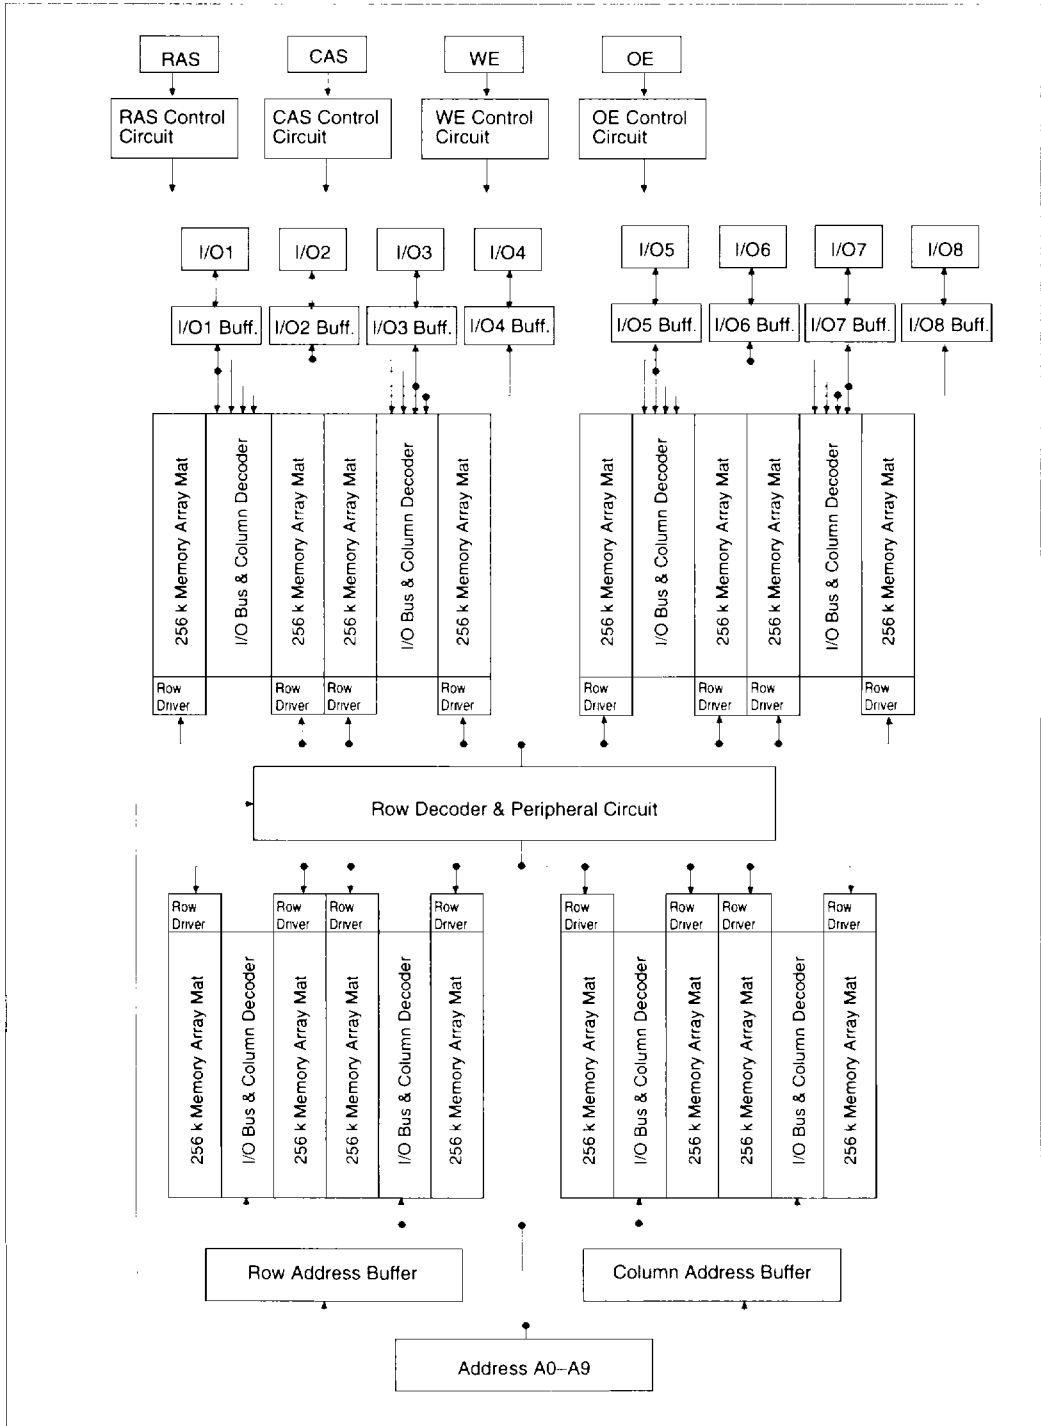 RAS
CAS
WE
OE
RAS Control
Circuit
CAS Control
Circuit
WE Control
Circuit
OE Control
Circuit
I/O1
I/O2
I/O3
I/O4
I/O5
I/O6
I/O7
I/O8
I/O1 Buff.
I/O2 Buff.
I/O3 Buff.
I/O4 Buff.
I/O5 Buff.
I/O6 Buff.
I/O7 Buff.
I/O8 Buff.
256 k Memory Array Mat
I/O Bus & Column Decoder
256 k Memory Array Mat
256 k Memory Array Mat
I/O Bus & Column Decoder
256 k Memory Array Mat
256 k Memory Array Mat
I/O Bus & Column Decoder
256 k Memory Array Mat
256 k Memory Array Mat
I/O Bus & Column Decoder
256 k Memory Array Mat
Row
Driver
Row
Driver
Row
Driver
Row
Driver
Row
Driver
Row
Driver
Row
Driver
Row
Driver
Row Decoder & Peripheral Circuit
Row
Driver
Row
Driver
Row
Driver
Row
Driver
Row
Driver
Row
Driver
Row
Driver
Row
Driver
256 k Memory Array Mat
I/O Bus & Column Decoder
256 k Memory Array Mat
256 k Memory Array Mat
I/O Bus & Column Decoder
256 k Memory Array Mat
256 k Memory Array Mat
I/O Bus & Column Decoder
256 k Memory Array Mat
256 k Memory Array Mat
I/O Bus & Column Decoder
256 k Memory Array Mat
Row Address Buffer
Column Address Buffer
Address A0–A9